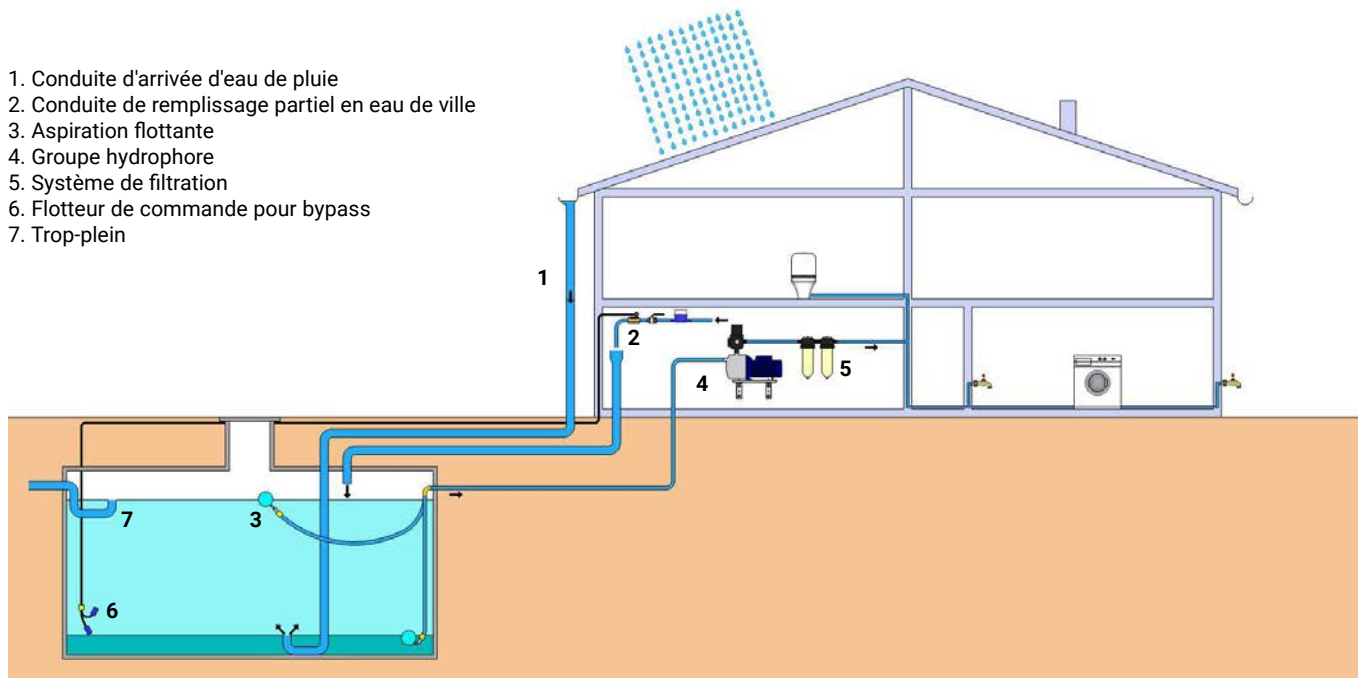 1. Conduite d'arrivée d'eau de pluie
2. Conduite de remplissage partiel en eau de ville
3. Aspiration flottante
4. Groupe hydrophore
5. Système de filtration
6. Flotteur de commande pour bypass
7. Trop-plein
1
2
4
5
7
3
6